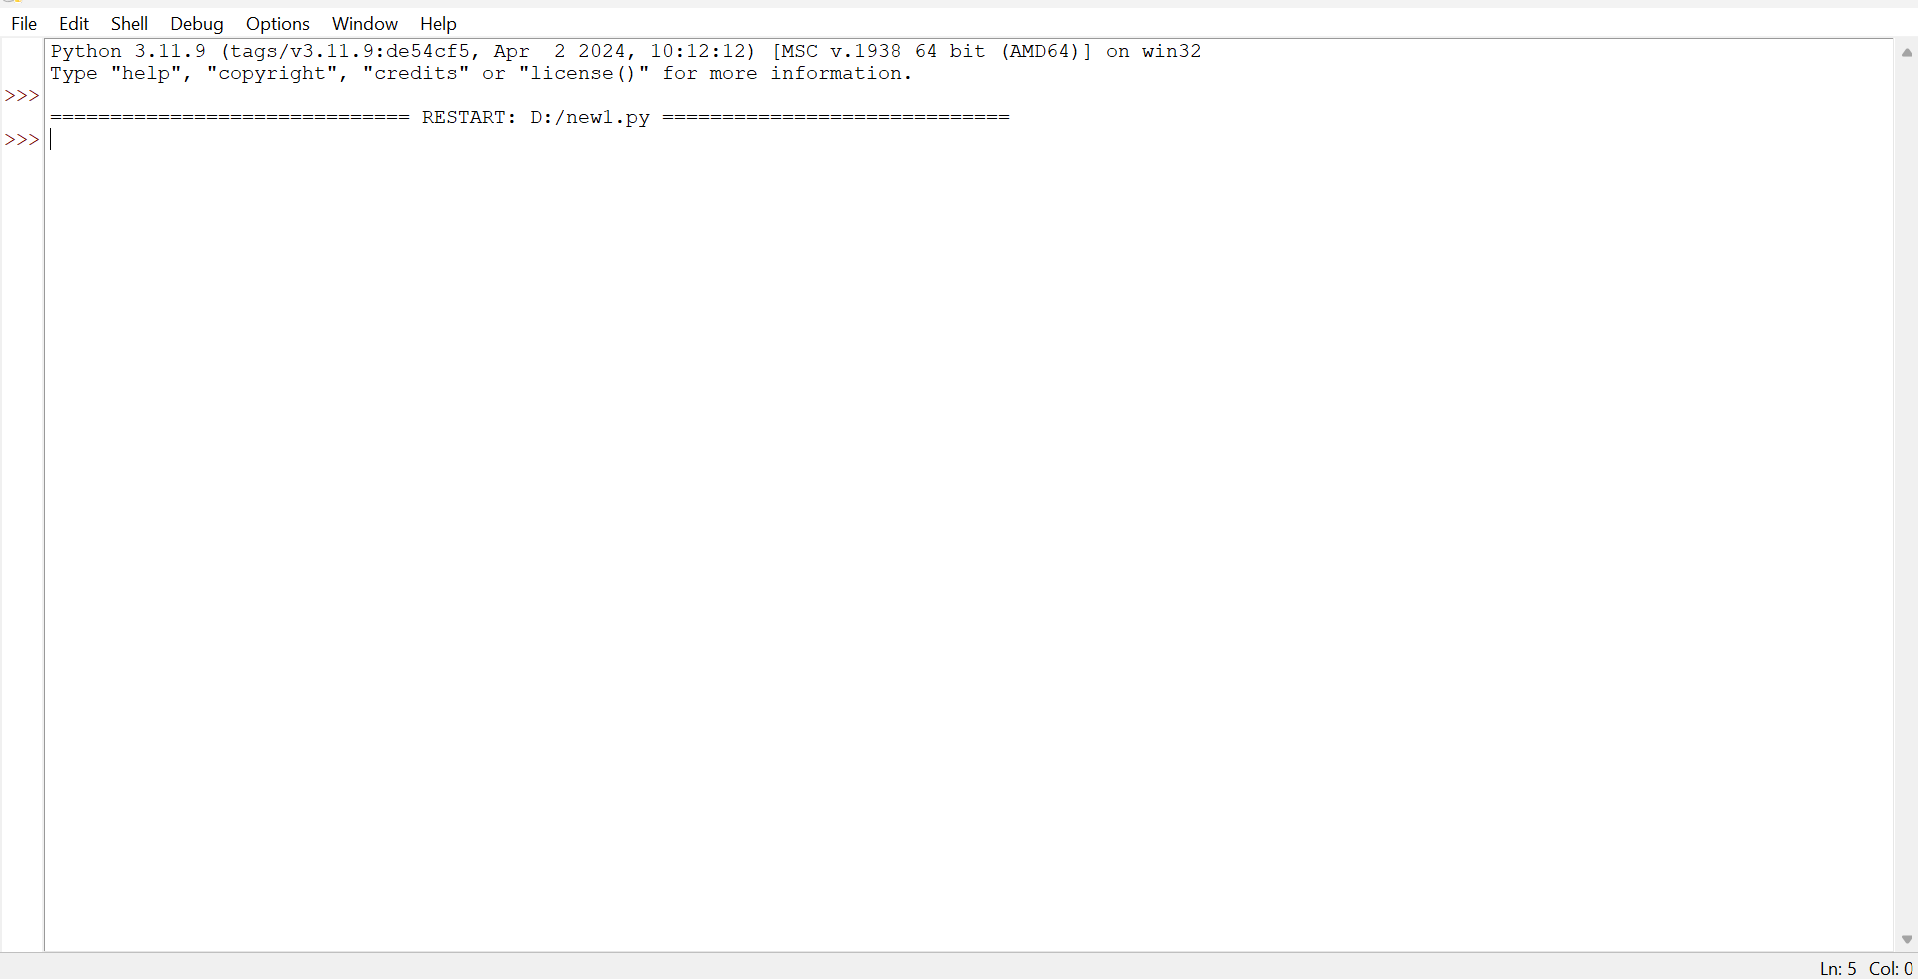 File Edit Shell Debug Options Window Help
Python 3.11.9 (tags/v3.11.9:de54cf5, Apr  2 2024, 10:12:12) [MSC v.1938 64 bit (AMD64)] on win32
Type "help", "copyright", "credits" or "license()" for more information.
>>>
============================== RESTART: D:/new1.py =============================
>>>
Ln: 5 Col: 0